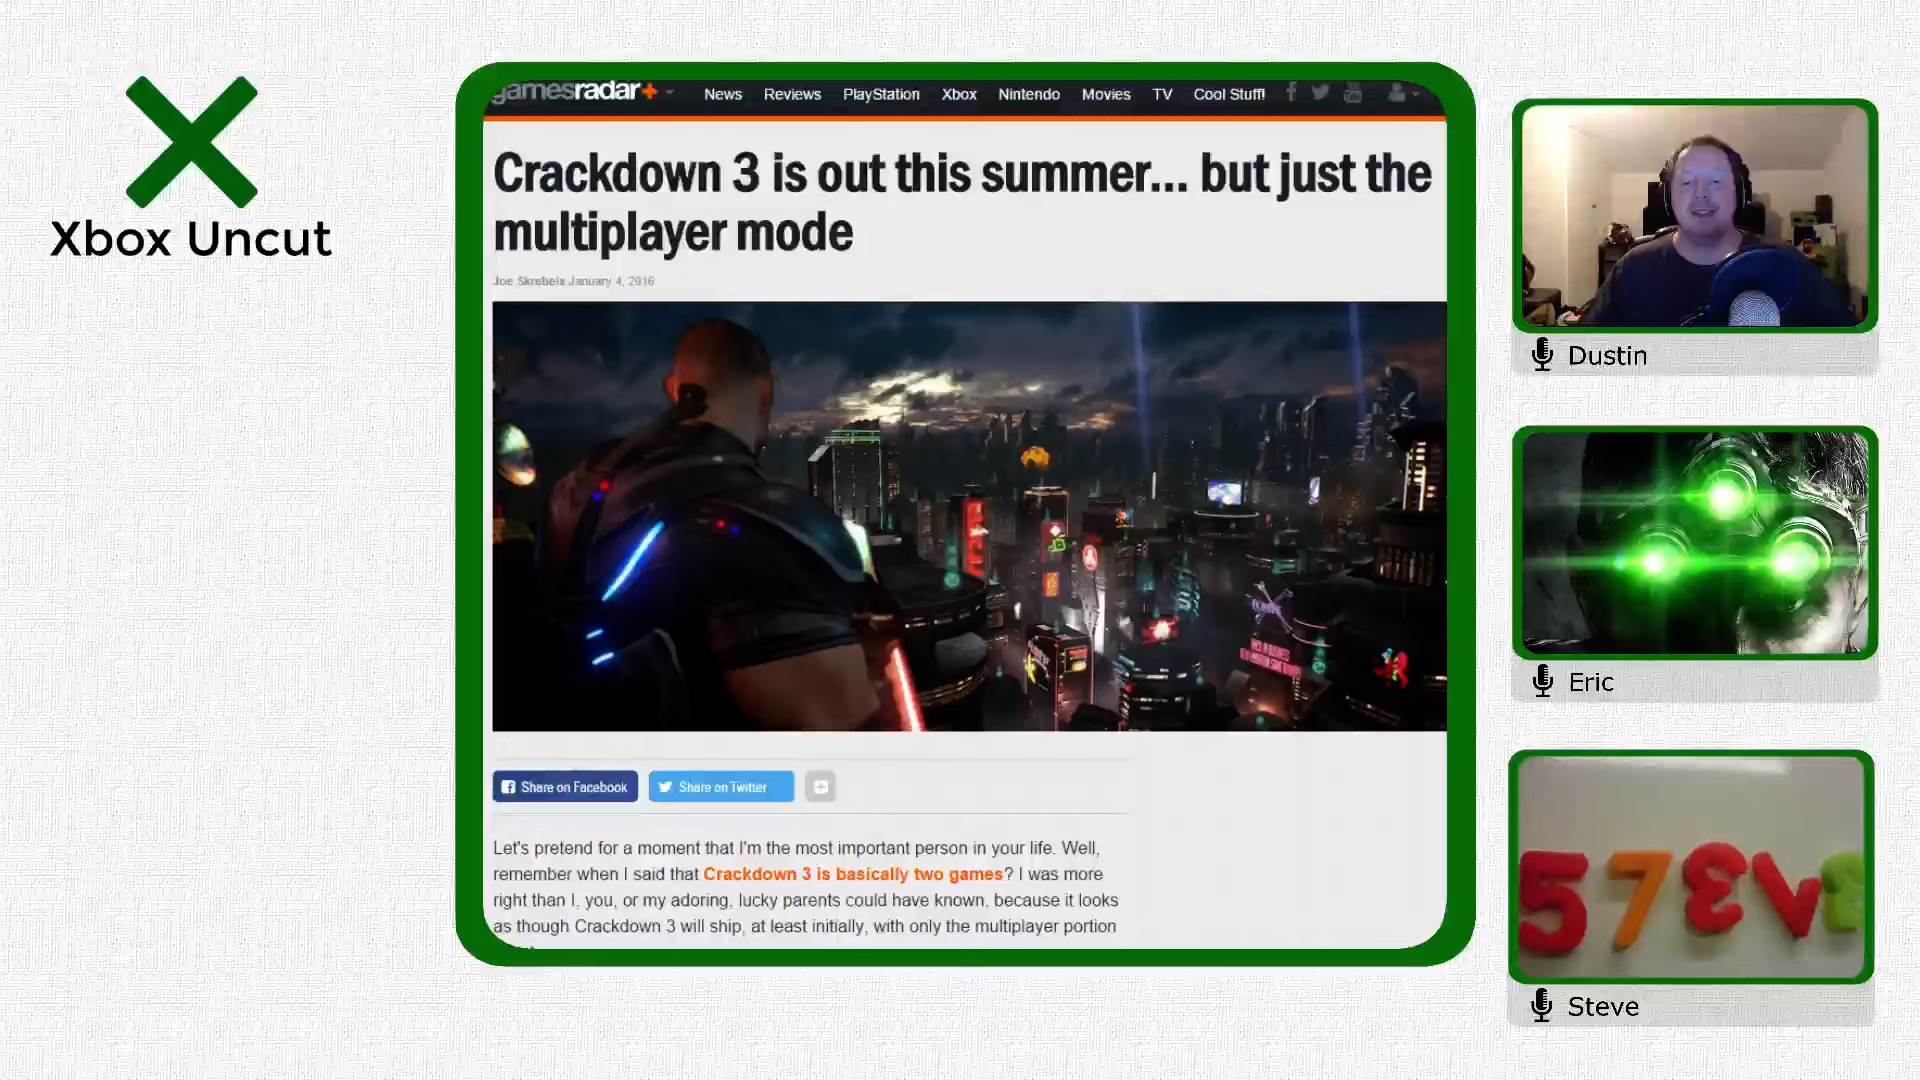 Xbox Uncut
gamesradar+
News Reviews PlayStation Xbox Nintendo Movies TV Cool Stuff!
Crackdown 3 is out this summer... but just the
multiplayer mode
Joe Skrebels January 4, 2016
Share on Facebook Share on Twitter
Let's pretend for a moment that I'm the most important person in your life. Well,
remember when I said that Crackdown 3 is basically two games? I was more
right than I, you, or my adoring, lucky parents could have known, because it looks
as though Crackdown 3 will ship, at least initially, with only the multiplayer portion
Dustin
Eric
Steve